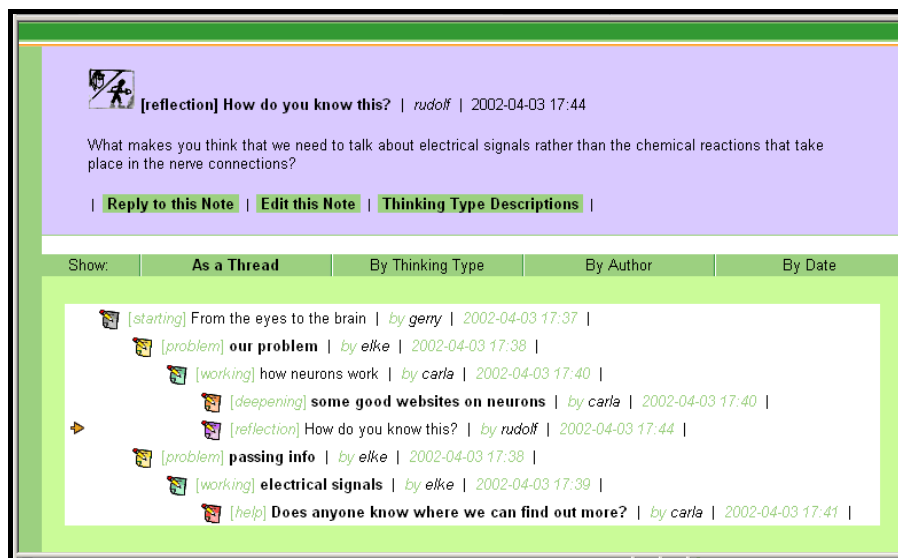 [reflection] How do you know this? | rudolf | 2002-04-03 17:44
What makes you think that we need to talk about electrical signals rather than the chemical reactions that take
place in the nerve connections?
| Reply to this Note | Edit this Note | Thinking Type Descriptions |
Show: As a Thread By Thinking Type By Author By Date
[starting] From the eyes to the brain | by gerry | 2002-04-03 17:37 |
[problem] our problem | by elke | 2002-04-03 17:38 |
[working] how neurons work | by carla | 2002-04-03 17:40 |
[deepening] some good websites on neurons | by carla | 2002-04-03 17:40 |
[reflection] How do you know this? | by rudolf | 2002-04-03 17:44 |
[problem] passing info | by elke | 2002-04-03 17:38 |
[working] electrical signals | by elke | 2002-04-03 17:39 |
[help] Does anyone know where we can find out more? | by carla | 2002-04-03 17:41 |